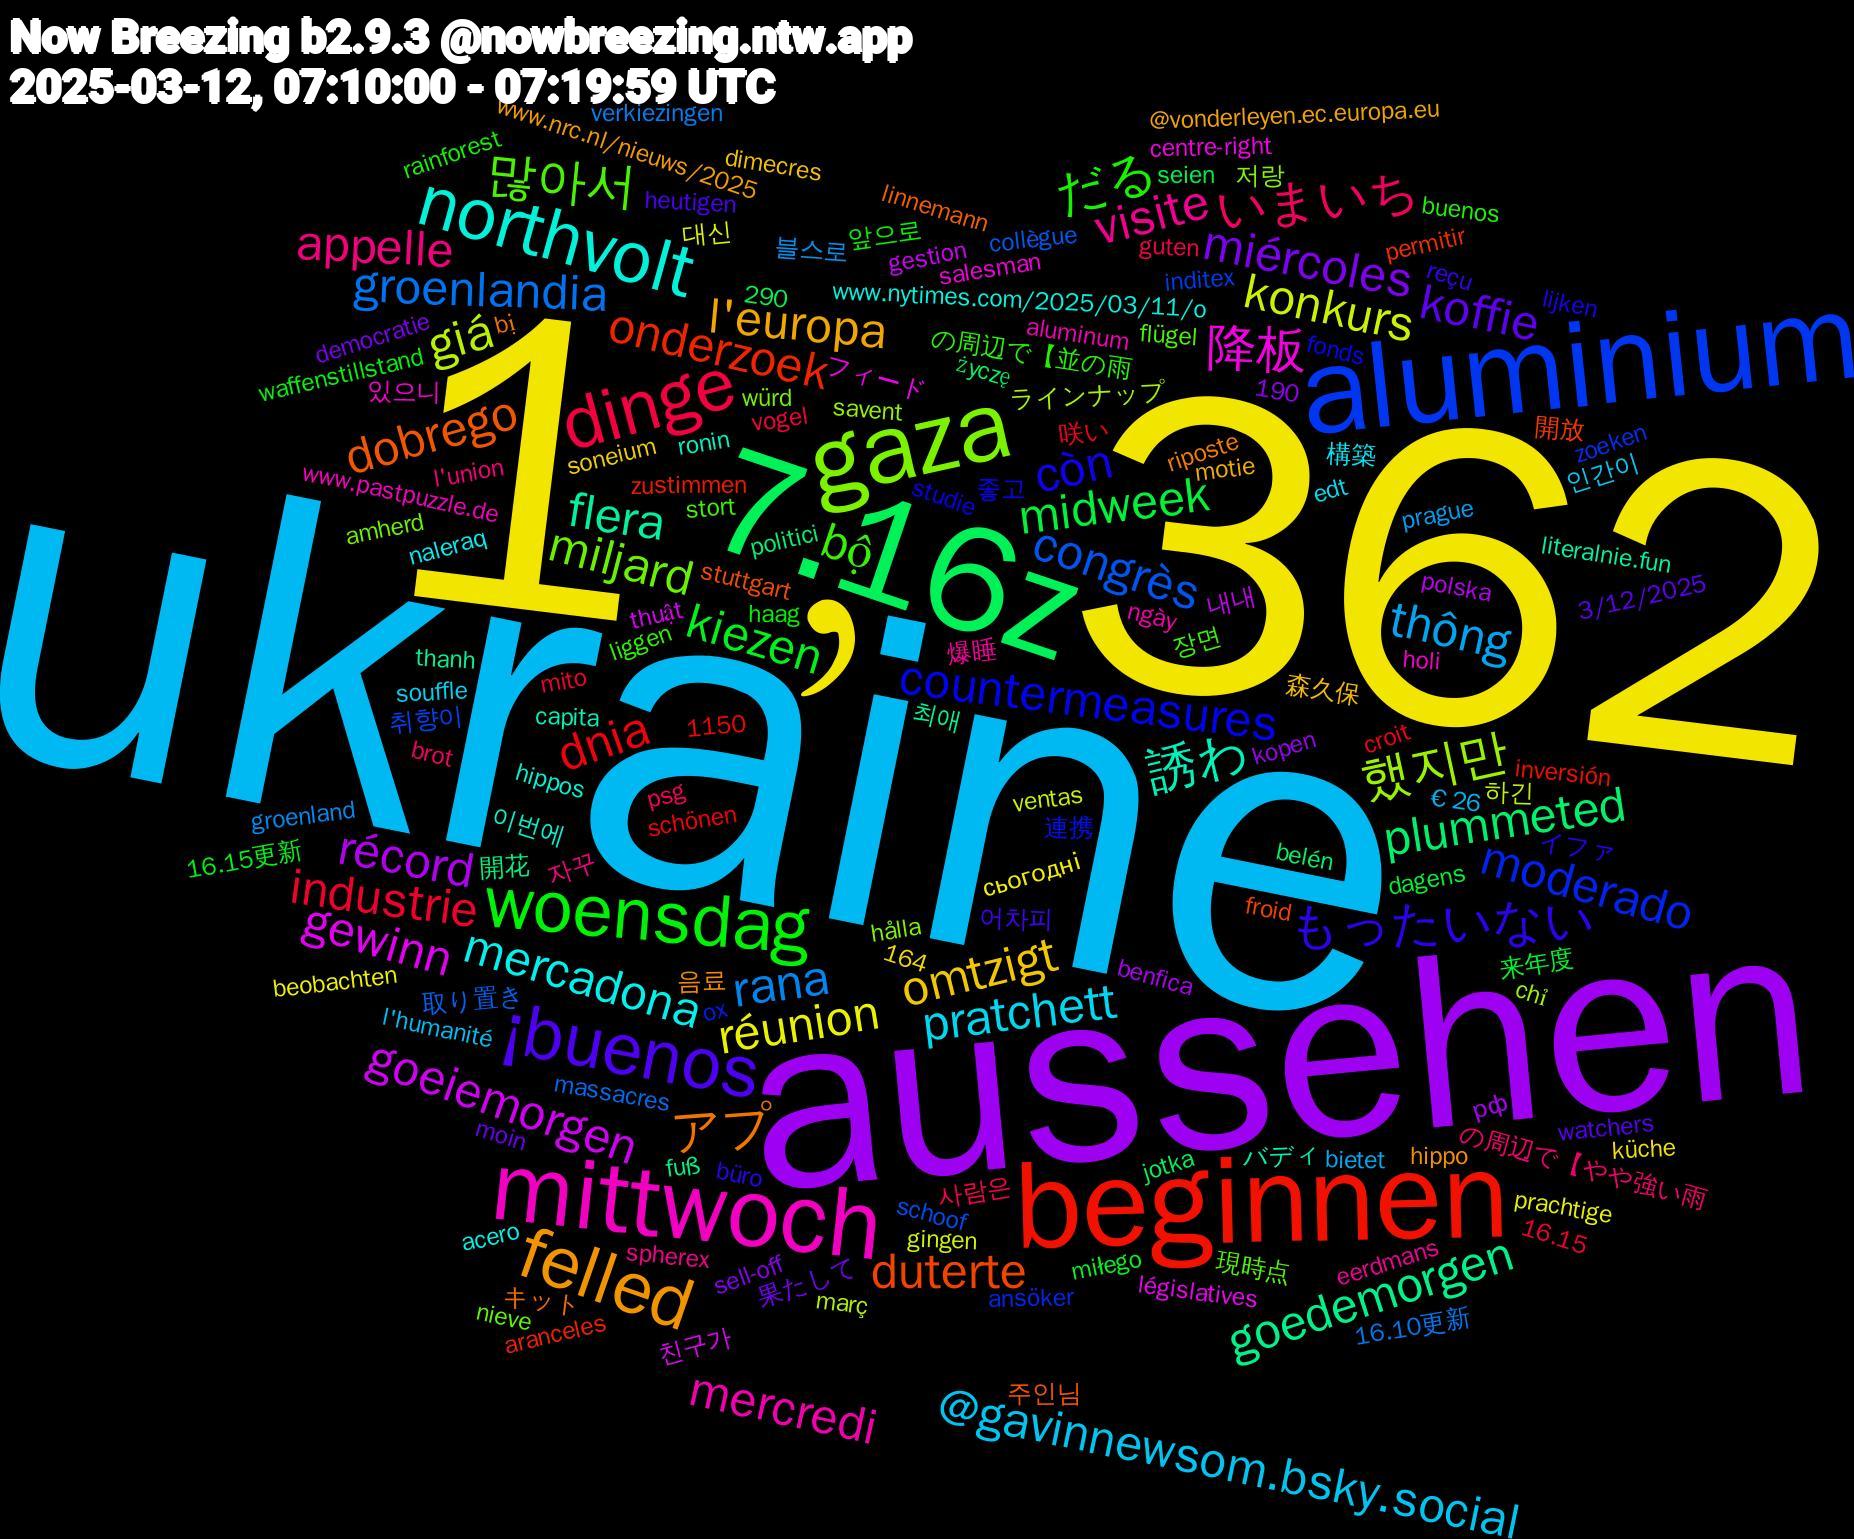 Now Breezing b2.9.3 @nowbreezing.ntw.app
2025-03-12, 07:10:00 - 07:19:59 UTC
www.nrc.nl/nieuws/2025
verkiezingen
@vonderleyen.ec.europa.eu
rainforest
많아서
dimecres
centre-right
だる
heutigen
대신
linnemann
seien
저랑
buenos
northvolt
visite
いまいち
appelle
collègue
앞으로
gestion
블스로
miércoles
guten
permitir
salesman
inditex
reçu
groenlandia
290
www.nytimes.com/2025/03/11/o
konkurs
zoeken
lijken
l'europa
koffie
giá
bị
democratie
onderzoek
降板
aluminum
flügel
fonds
waffenstillstand
の周辺で【並の雨
aluminium
1,362
フィード
życzę
190
있으니
dinge
würd
ラインナップ
savent
vogel
ronin
咲い
開放
soneium
riposte
構築
l'union
gaza
motie
인간이
www.pastpuzzle.de
zustimmen
còn
edt
flera
studie
좋고
stort
7:16z
midweek
prague
amherd
bộ
politici
naleraq
miljard
literalnie.fun
stuttgart
congrès
내내
polska
3/12/2025
thuật
haag
ngày
thông
장면
liggen
kiezen
thanh
holi
爆睡
ukraine
mito
森久保
souffle
countermeasures
취향이
최애
capita
dnia
1150
croit
誘わ
했지만
inversión
kopen
하긴
€ 26
brot
hippos
psg
ventas
groenland
schönen
plummeted
l'humanité
이번에
連携
イファ
récord
자꾸
belén
16.15更新
開花
moderado
сьогодні
industrie
dagens
woensdag
もったいない
froid
hålla
어차피
gewinn
mercadona
omtzigt
164
来年度
beobachten
음료
benfica
rana
chỉ
取り置き
ox
pratchett
¡buenos
réunion
goeiemorgen
massacres
рф
aussehen
アプ
watchers
moin
küche
fuß
バディ
hippo
bietet
jotka
の周辺で【やや強い雨
büro
사람은
beginnen
prachtige
schoof
acero
mittwoch
gingen
16.15
spherex
eerdmans
現時点
sell-off
果たして
duterte
miłego
felled
キット
ansöker
législatives
març
nieve
goedemorgen
16.10更新
aranceles
친구가
주인님
mercredi
@gavinnewsom.bsky.social
dobrego